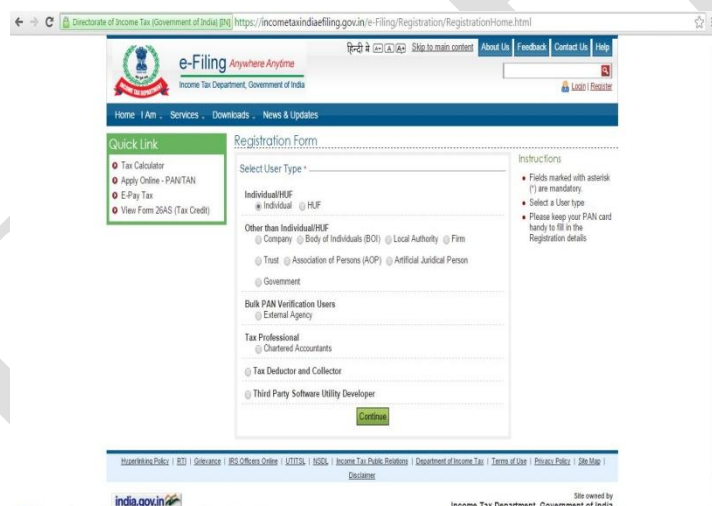 Directorate of Income Tax (Government of India) [IN] https://incometaxindiaefiling.gov.in/e-Filing/Registration/RegistrationHome.html
हिन्दी में A- A A+ Skip to main content About Us Feedback Contact Us Help
e-Filing Anywhere Anytime
Income Tax Department, Government of India
Login | Register
Home I Am Services Downloads News & Updates
Quick Link
Tax Calculator
Apply Online - PAN/TAN
E-Pay Tax
View Form 26AS (Tax Credit)
Registration Form
Select User Type *
Individual/HUF
Individual HUF
Other than Individual/HUF
Company Body of Individuals (BOI) Local Authority Firm
Trust Association of Persons (AOP) Artificial Juridical Person
Government
Bulk PAN Verification Users
External Agency
Tax Professional
Chartered Accountants
Tax Deductor and Collector
Third Party Software Utility Developer
Continue
Instructions
Fields marked with asterisk
(*) are mandatory.
Select a User type
Please keep your PAN card
handy to fill in the
Registration details
Hyperlinking Policy | RTI | Grievance | IRS Officers Online | UTITSL | NSDL | Income Tax Public Relations | Department of Income Tax | Terms of Use | Privacy Policy | Site Map |
Disclaimer
india.gov.in
Site owned by
Income Tax Department, Government of India